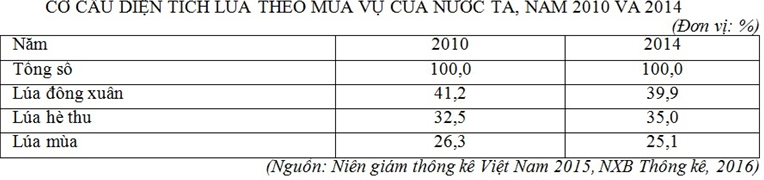 CƠ CẤU DIỆN TÍCH LÚA THEO MÙA VỤ CỦA NƯỚC TA, NĂM 2010 VÀ 2014
(Đơn vị: %)
Năm 2010 2014
Tổng số 100,0 100,0
Lúa đông xuân 41,2 39,9
Lúa hè thu 32,5 35,0
Lúa mùa 26,3 25,1
(Nguồn: Niên giám thống kê Việt Nam 2015, NXB Thống kê, 2016)